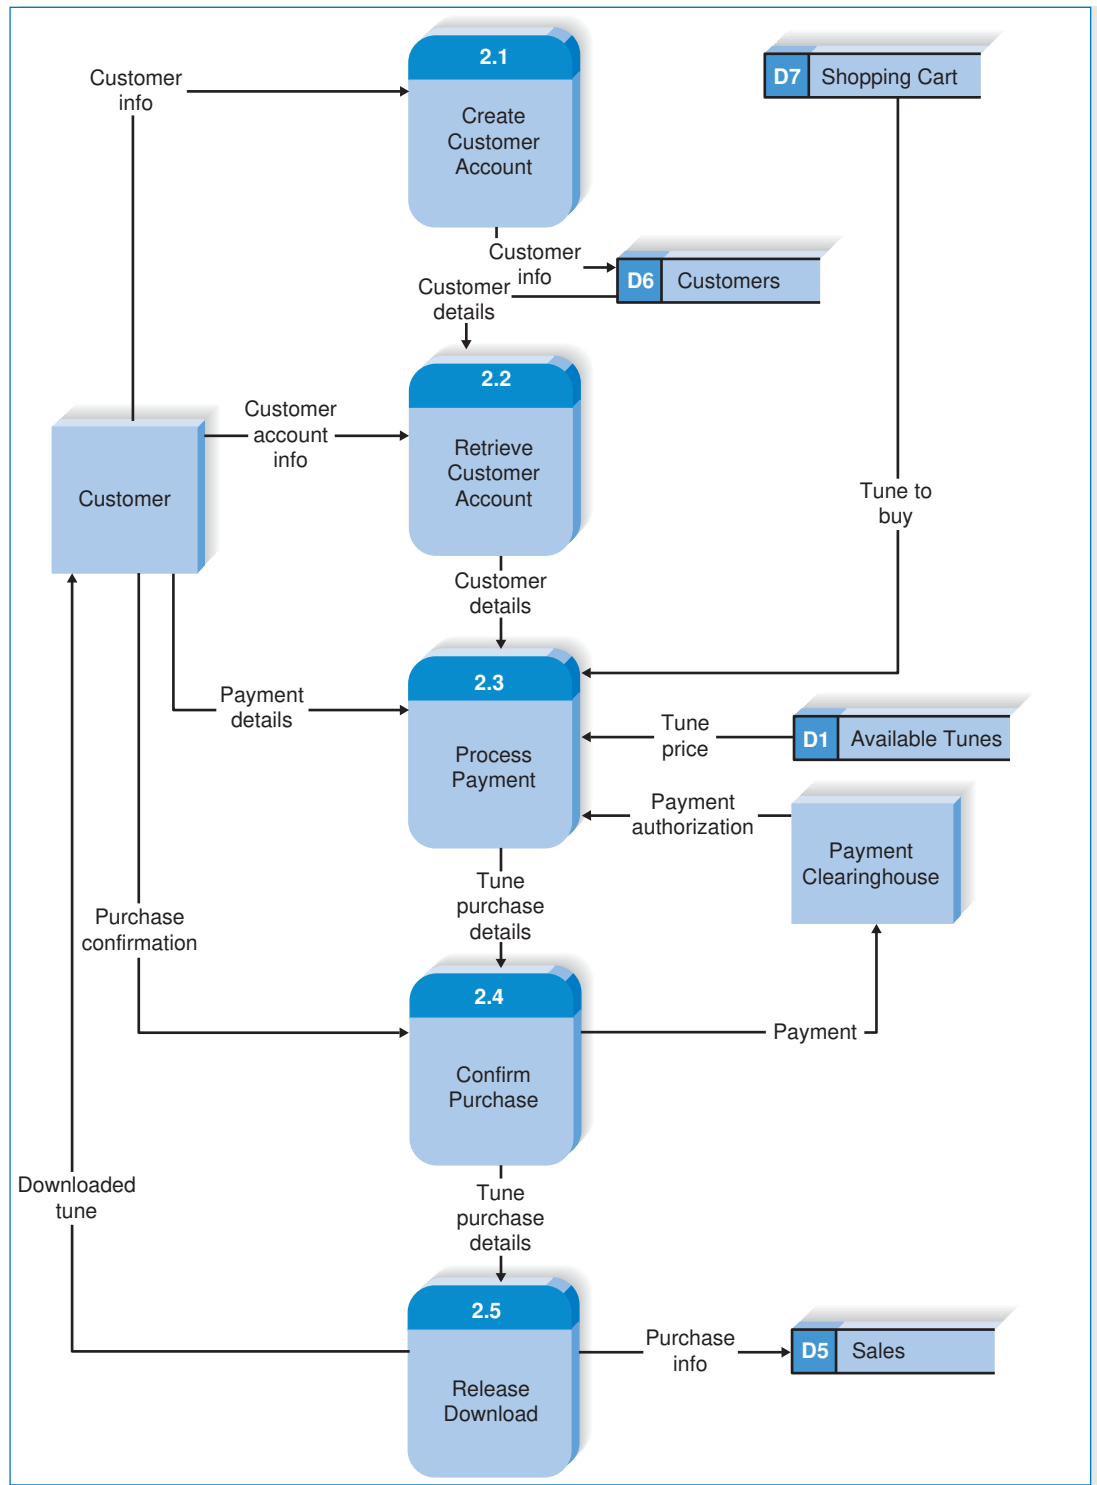 2.1
Create
Customer
Account
Customer
info
D7 Shopping Cart
Customer
info
D6 Customers
Customer
details
2.2
Retrieve
Customer
Account
Customer
account
info
Customer
Tune to
buy
Customer
details
2.3
Process
Payment
Payment
details
Tune
price
D1 Available Tunes
Payment
authorization
Payment
Clearinghouse
Tune
purchase
details
Purchase
confirmation
2.4
Confirm
Purchase
Payment
Downloaded
tune
Tune
purchase
details
2.5
Release
Download
Purchase
info
D5 Sales